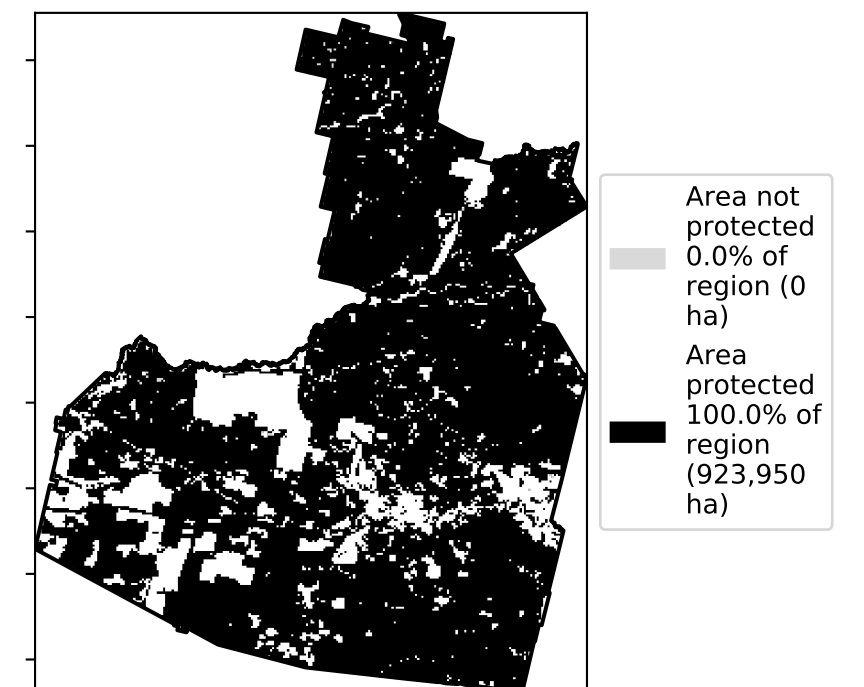 Area not
protected
0.0% of
region (0
ha)
Area
protected
100.0% of
region
(923,950
ha)